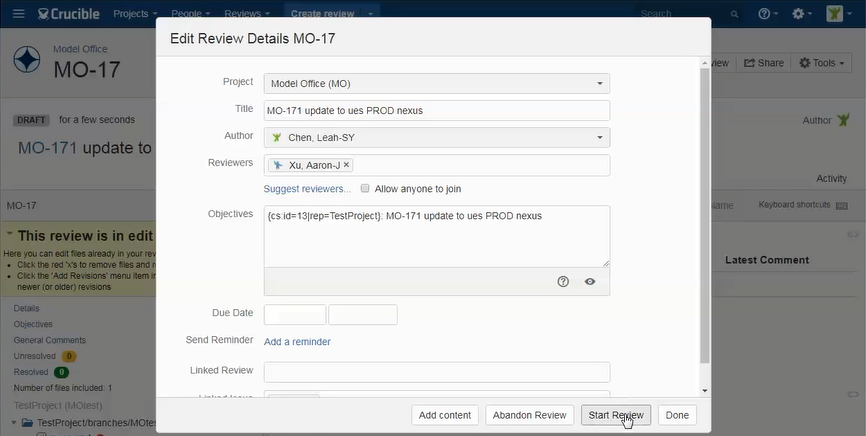 Crucible Projects People Reviews Create review Search
Model Office
MO-17
Share Tools
DRAFT for a few seconds
Author
MO-171 update to
Activity
MO-17
Keyboard shortcuts
This review is in edit
Here you can edit files already in your
Click the red 'x's to remove files and
Click the 'Add Revisions' menu item
newer (or older) revisions
Latest Comment
Details
Objectives
General Comments
Unresolved 0
Resolved 0
Number of files included: 1
TestProject (MOtest)
TestProject/branches/MOtes
Edit Review Details MO-17
Project Model Office (MO)
Title MO-171 update to ues PROD nexus
Author Chen, Leah-SY
Reviewers Xu, Aaron-J ×
Suggest reviewers... Allow anyone to join
Objectives {cs:id=13|rep=TestProject}: MO-171 update to ues PROD nexus
Due Date
Send Reminder Add a reminder
Linked Review
Linked Issue
Add content Abandon Review Start Review Done